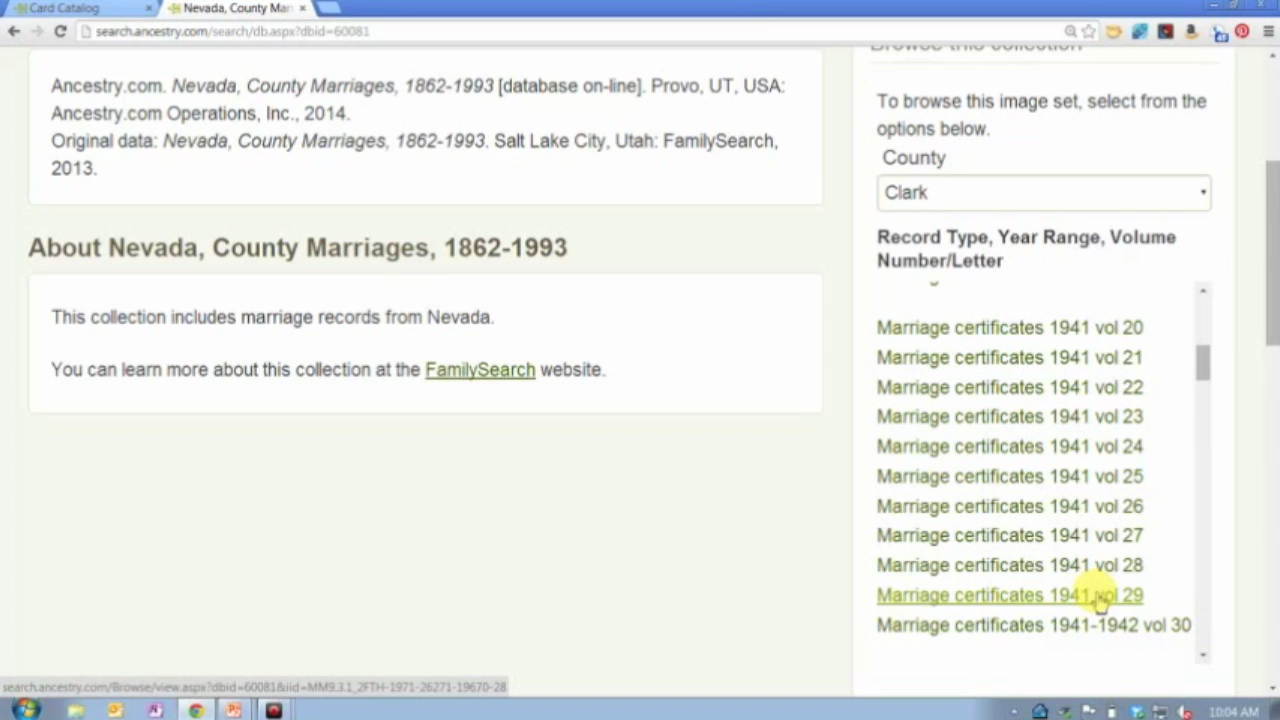 Card Catalog
Nevada, County Mar
search.ancestry.com/search/db.aspx?dbid=60081
Browse this collection
Ancestry.com. Nevada, County Marriages, 1862-1993 [database on-line]. Provo, UT, USA:
Ancestry.com Operations, Inc., 2014.
Original data: Nevada, County Marriages, 1862-1993. Salt Lake City, Utah: FamilySearch,
2013.
About Nevada, County Marriages, 1862-1993
This collection includes marriage records from Nevada.
You can learn more about this collection at the FamilySearch website.
To browse this image set, select from the
options below.
County
Clark
Record Type, Year Range, Volume
Number/Letter
Marriage certificates 1941 vol 20
Marriage certificates 1941 vol 21
Marriage certificates 1941 vol 22
Marriage certificates 1941 vol 23
Marriage certificates 1941 vol 24
Marriage certificates 1941 vol 25
Marriage certificates 1941 vol 26
Marriage certificates 1941 vol 27
Marriage certificates 1941 vol 28
Marriage certificates 1941 vol 29
Marriage certificates 1941-1942 vol 30
search.ancestry.com/Browse/view.aspx?dbid=60081&iid=MM9.3.1_2FTH-1971-26271-19670-28
10:04 AM